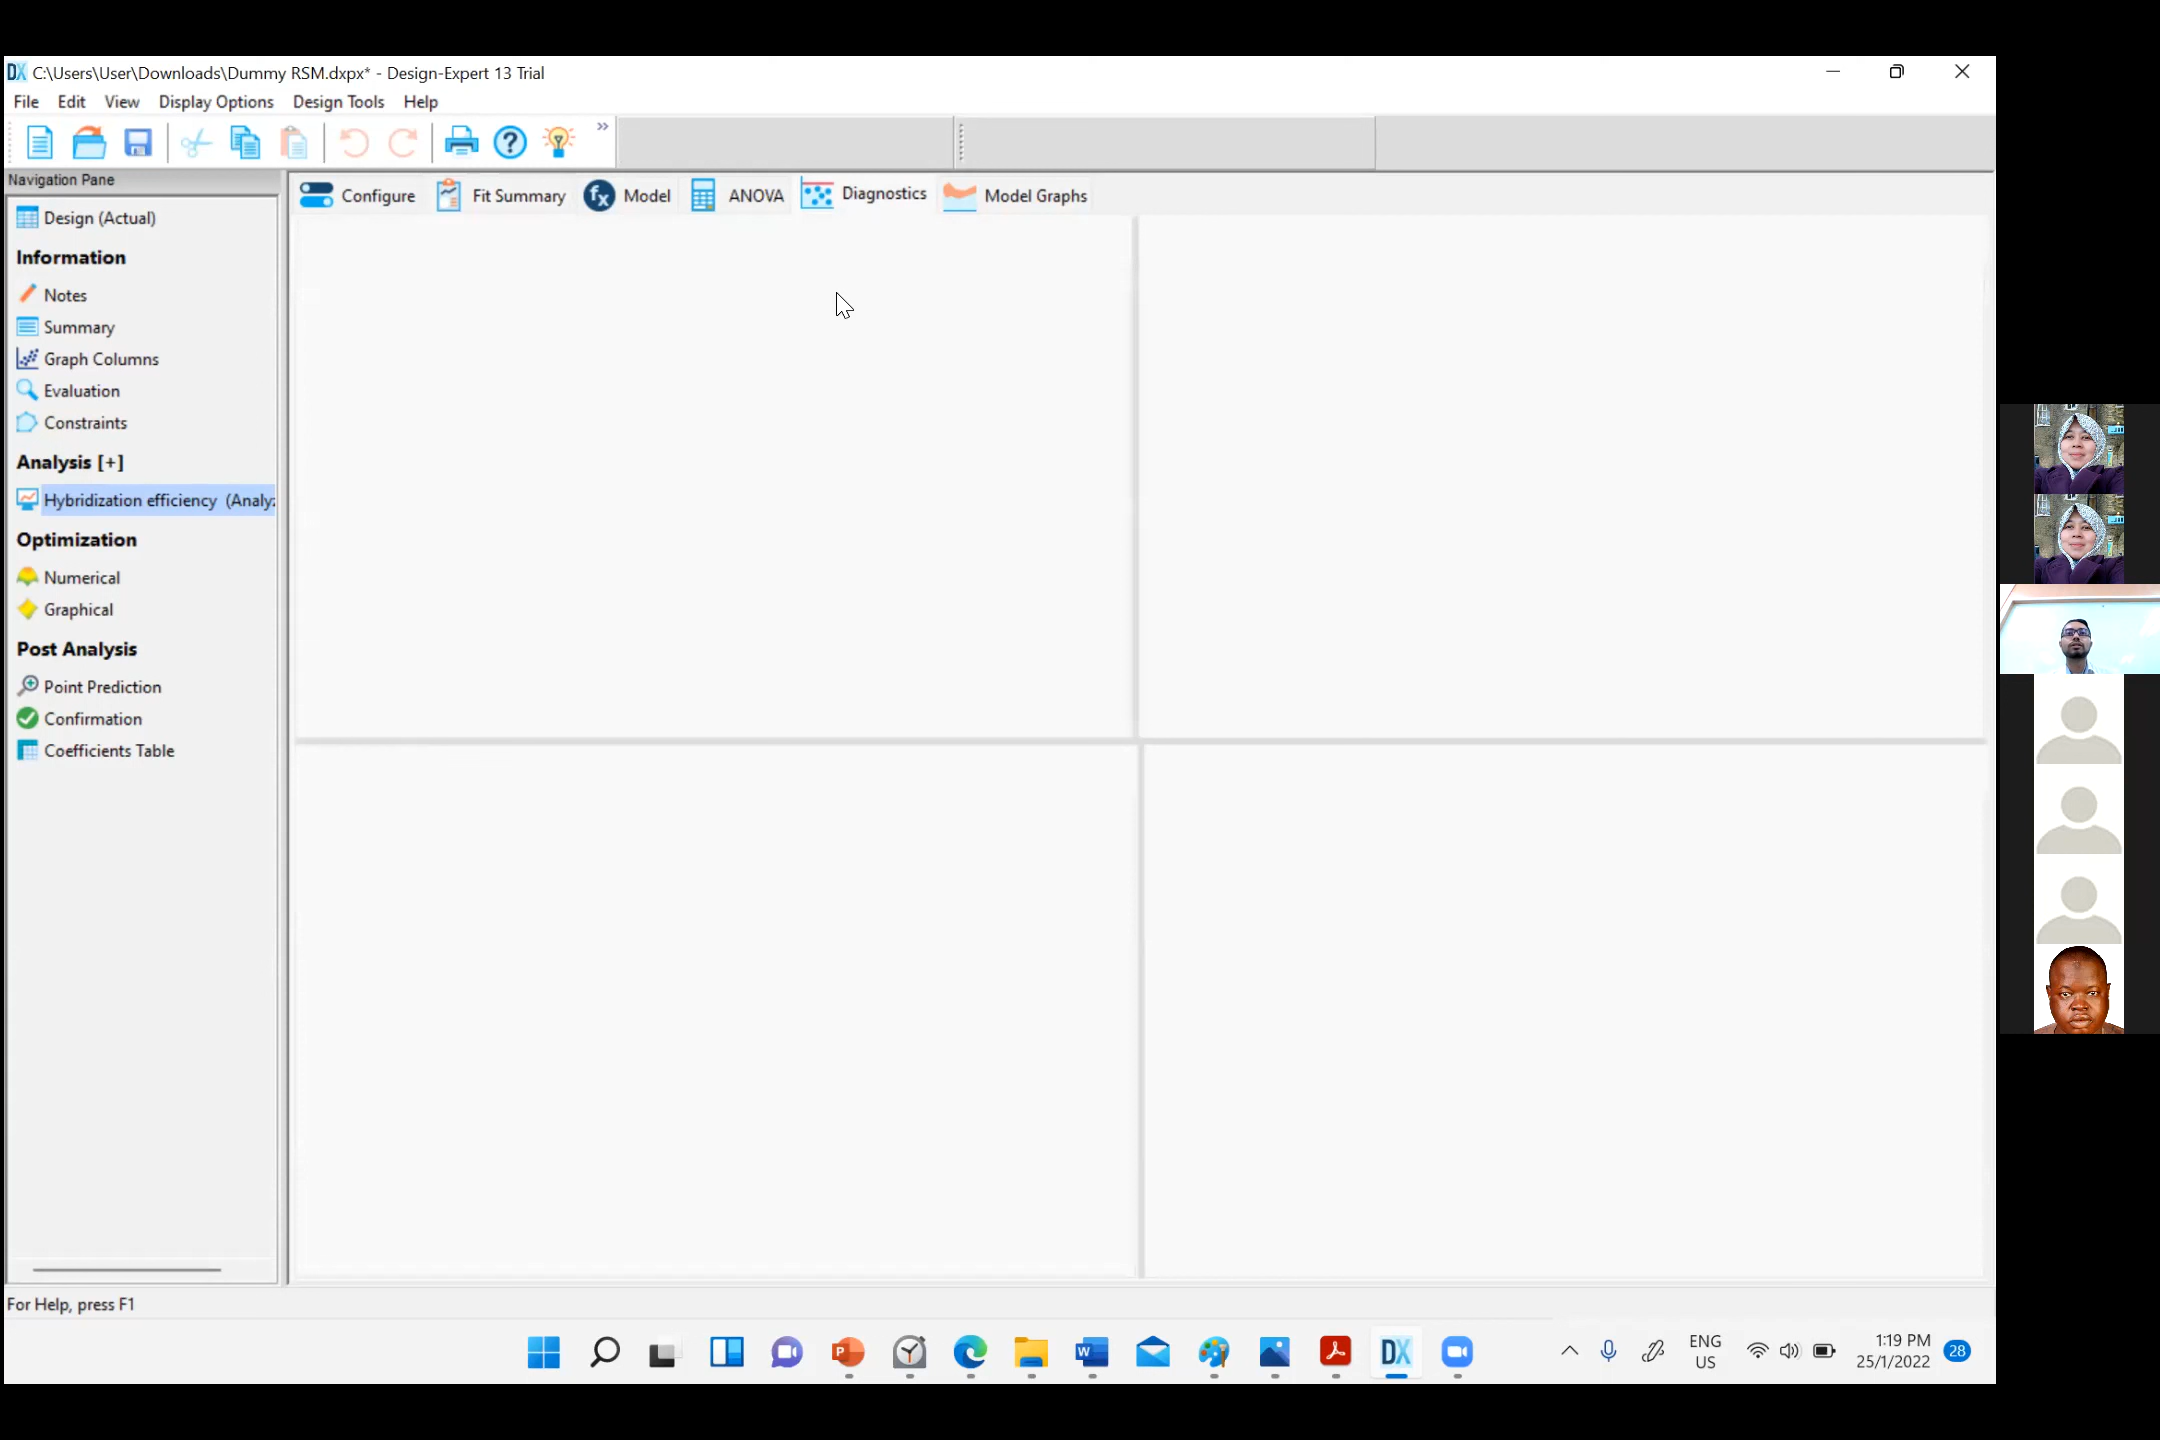 C:\Users\User\Downloads\Dummy RSM.dxpx* - Design-Expert 13 Trial
File Edit View Display Options Design Tools Help
Navigation Pane
Configure Fit Summary Model ANOVA Diagnostics Model Graphs
Design (Actual)
Information
Notes
Summary
Graph Columns
Evaluation
Constraints
Analysis [+]
Hybridization efficiency (Analyz
Optimization
Numerical
Graphical
Post Analysis
Point Prediction
Confirmation
Coefficients Table
For Help, press F1
ENG
US
1:19 PM
25/1/2022
28